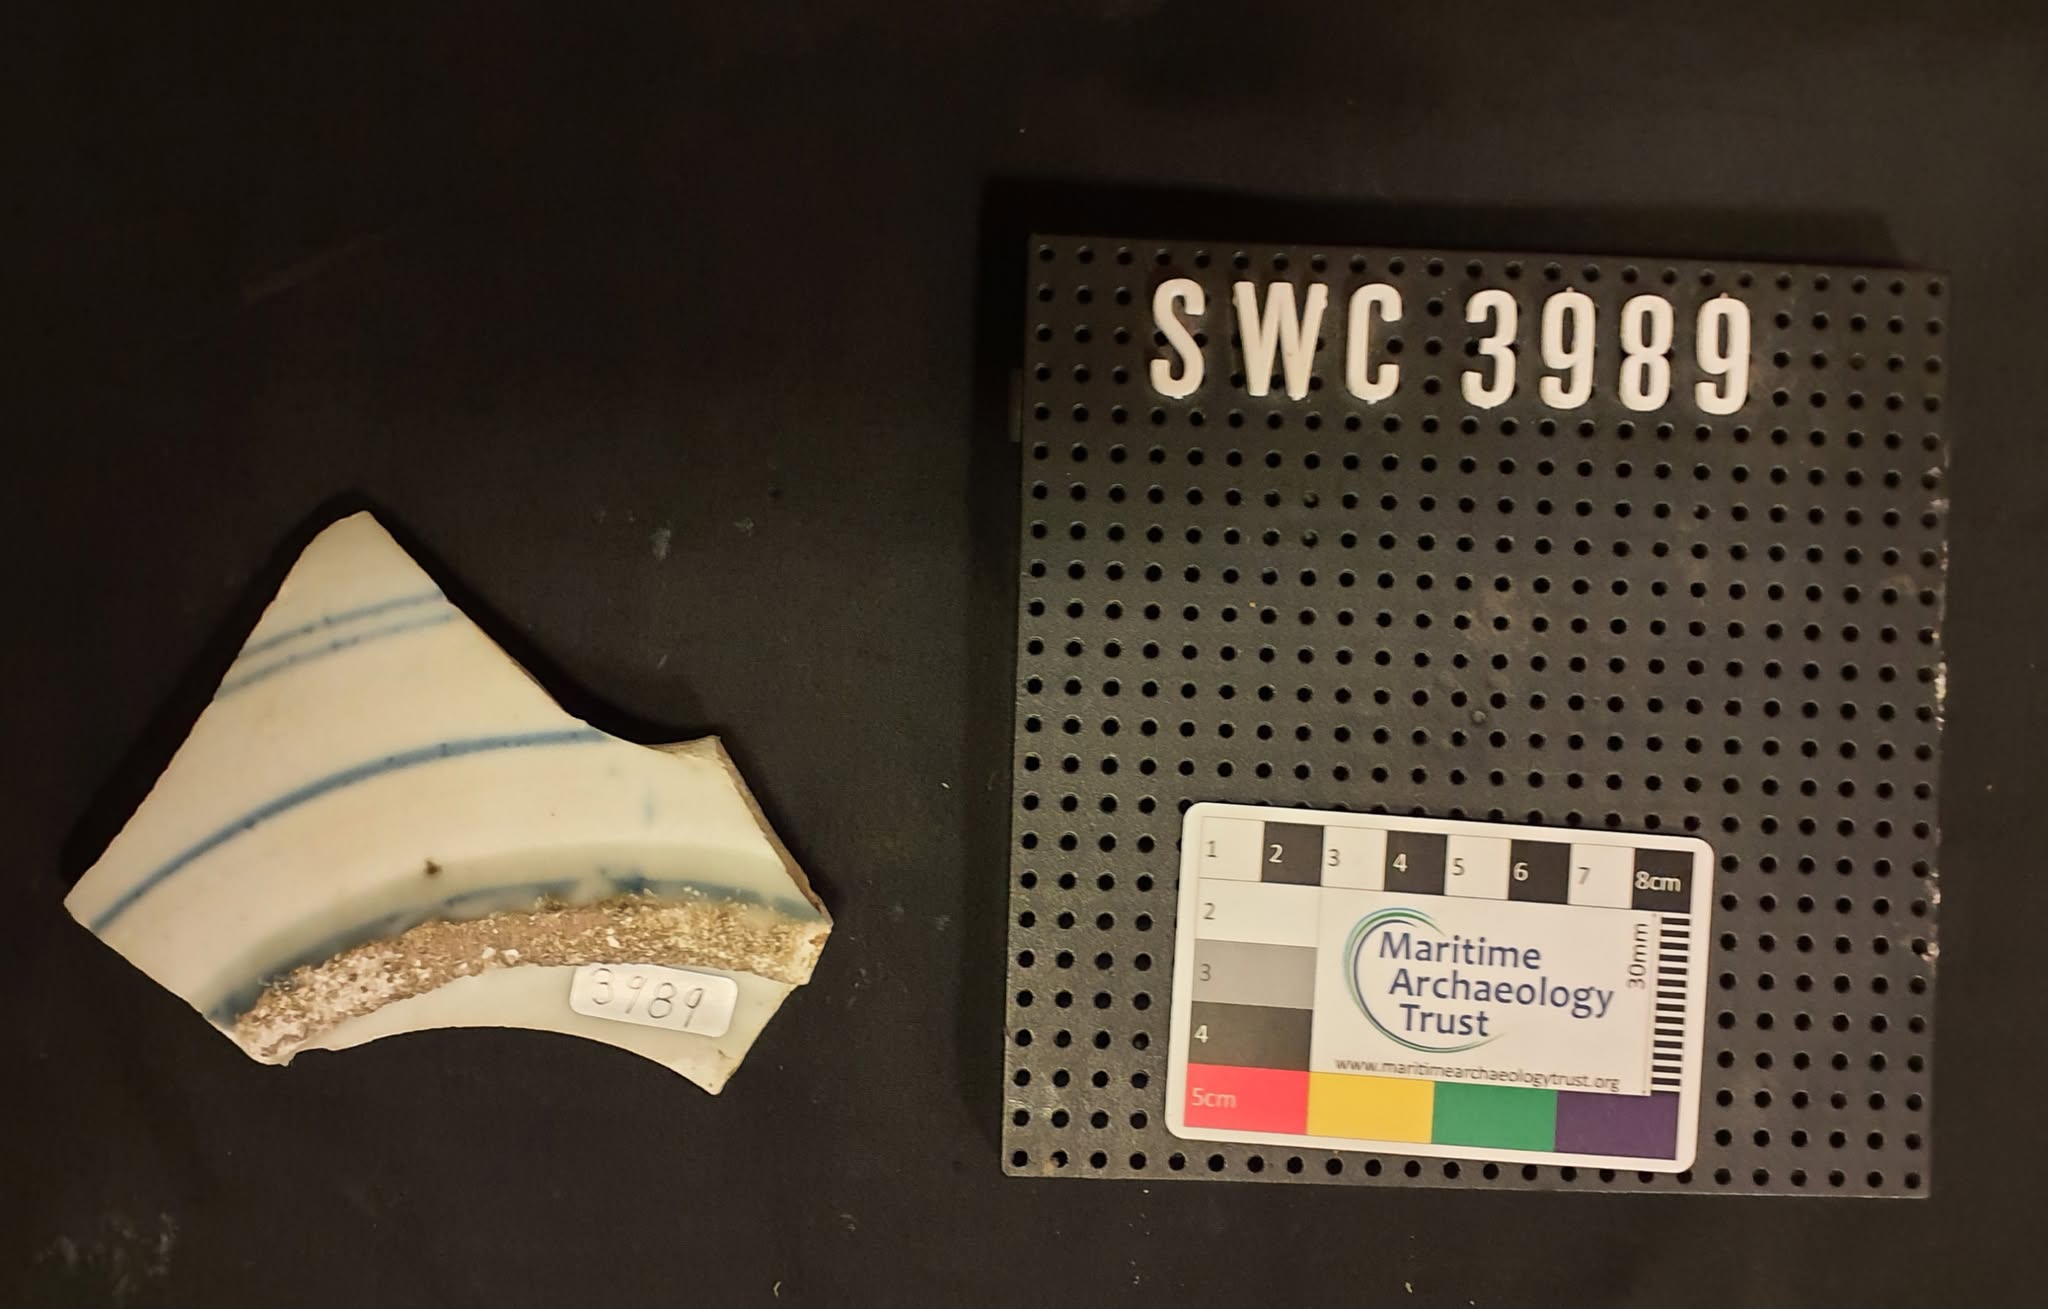 SWC 3989
1 2 3 4 5 6 7 8cm
2
3
4
5cm
30mm
Maritime
Archaeology
Trust
www.maritimearchaeologytrust.org
3989